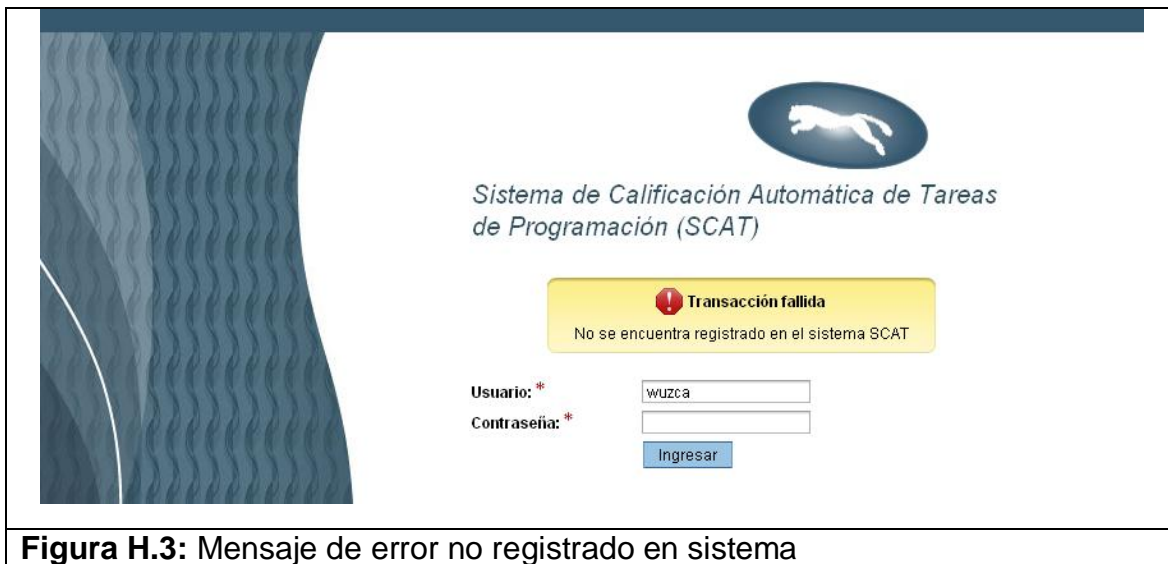 Sistema de Calificación Automática de Tareas
de Programación (SCAT)
Transacción fallida
No se encuentra registrado en el sistema SCAT
Usuario: * wuzca
Contraseña: *
Ingresar
Figura H.3: Mensaje de error no registrado en sistema